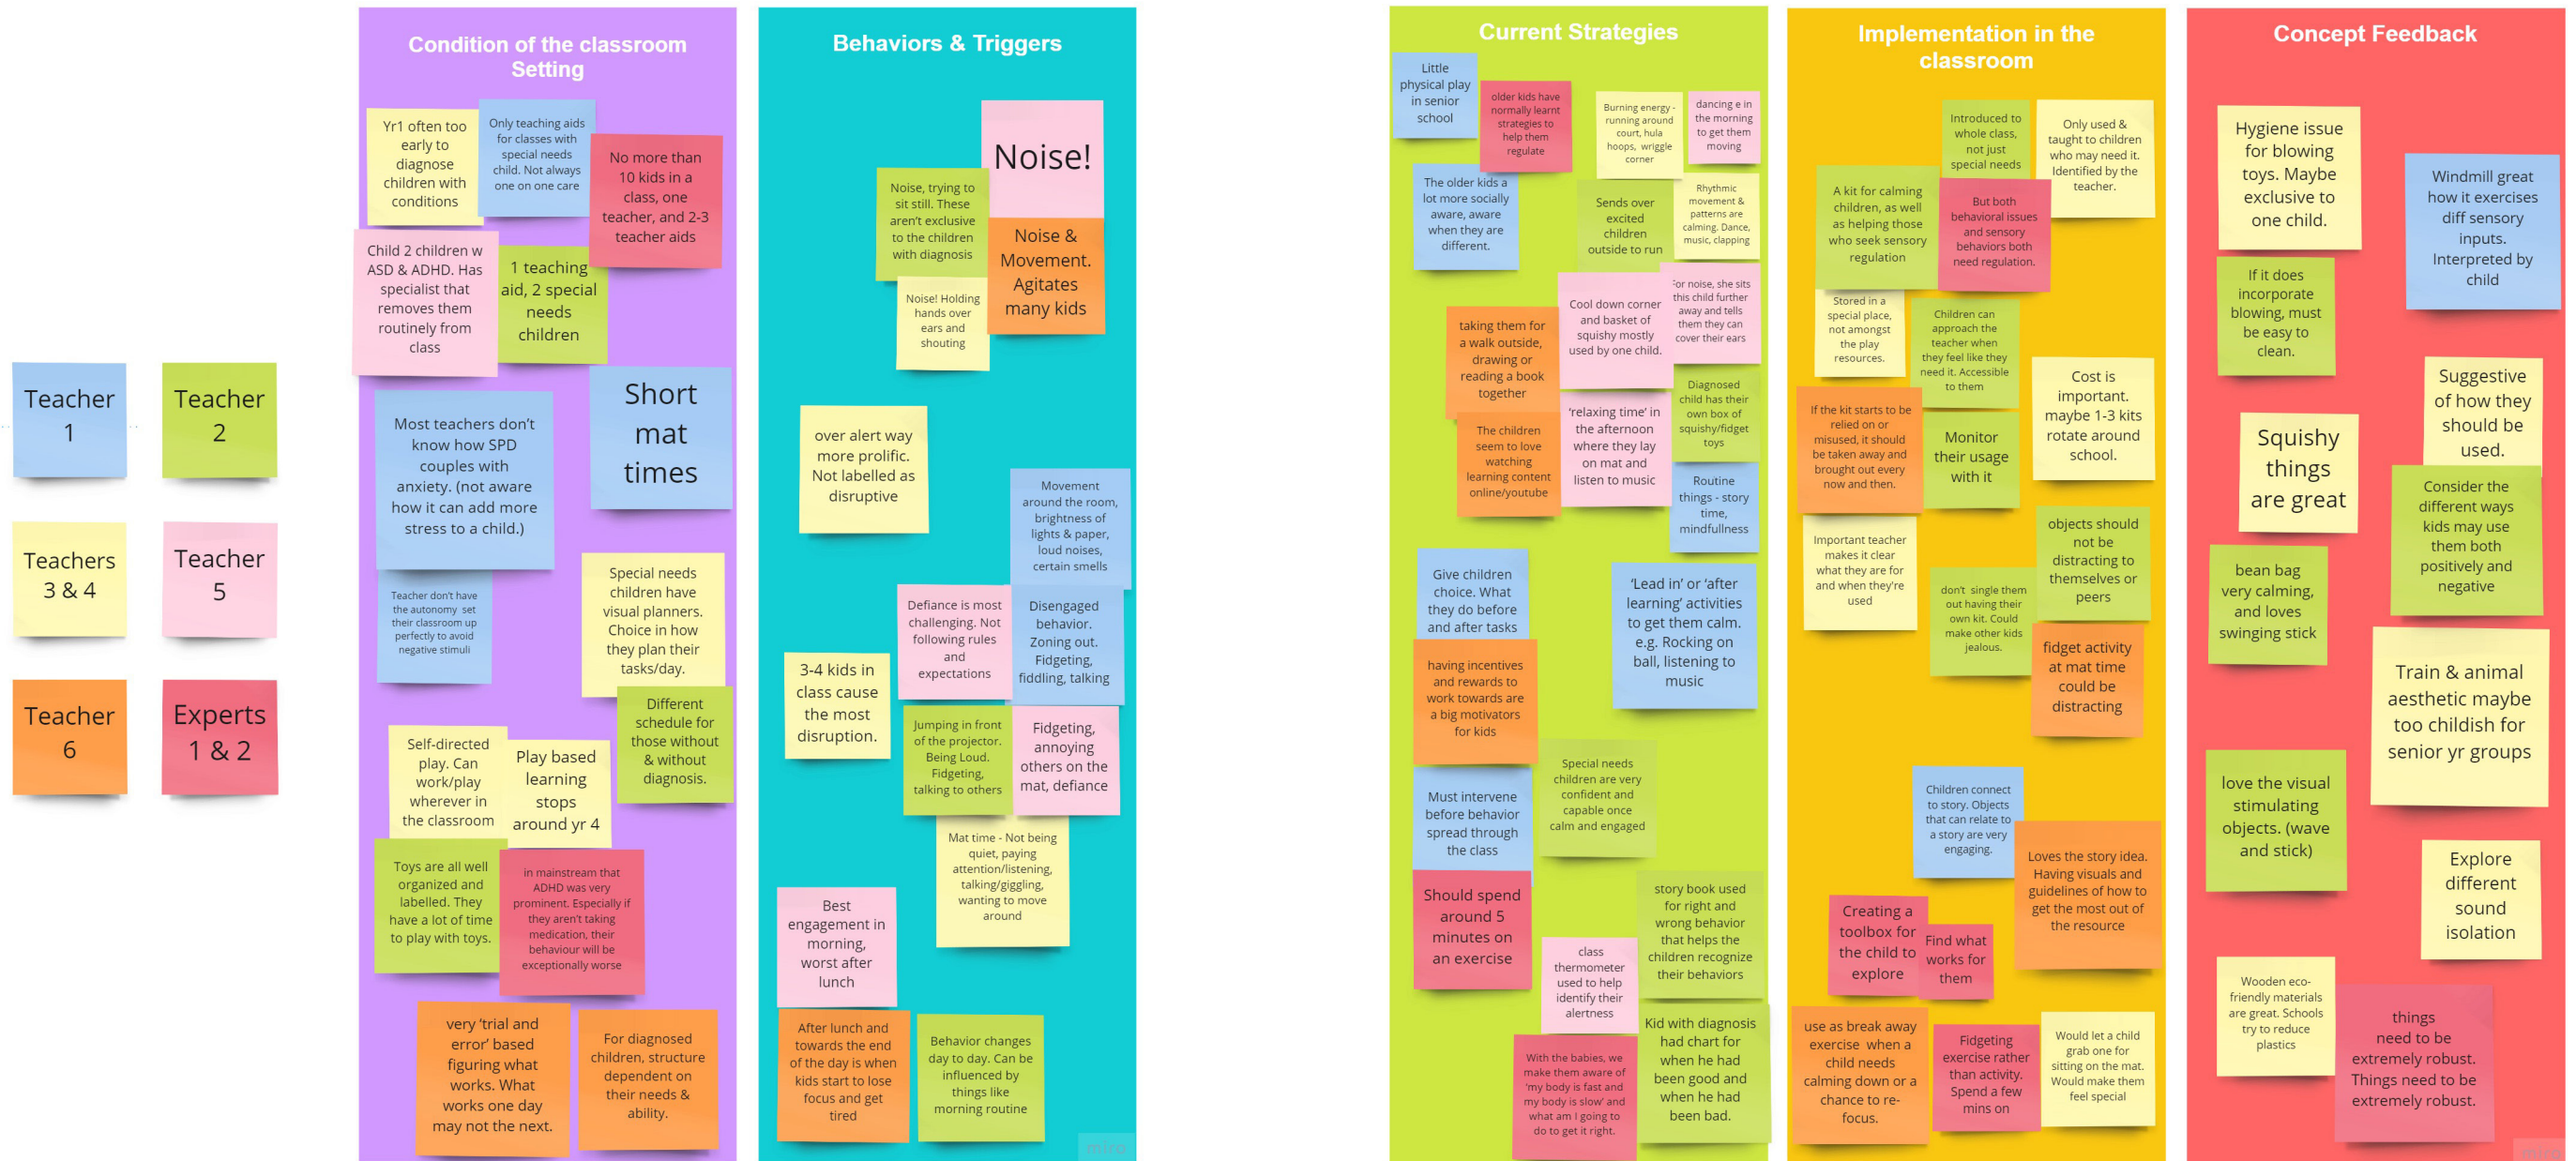 Teacher
1
Teacher
2
Teachers
3 & 4
Teacher
5
Teacher
6
Experts
1 & 2
Condition of the classroom
Setting
Yr1 often too
early to
diagnose
children with
conditions
Only teaching aids
for classes with
special needs
child. Not always
one on one care
No more than
10 kids in a
class, one
teacher, and 2-3
teacher aids
Child 2 children w
ASD & ADHD. Has
specialist that
removes them
routinely from
class
1 teaching
aid, 2 special
needs
children
Most teachers don't
know how SPD
couples with
anxiety. (not aware
how it can add more
stress to a child.)
Short
mat
times
Teacher don't have
the autonomy set
their classroom up
perfectly to avoid
negative stimuli
Special needs
children have
visual planners.
Choice in how
they plan their
tasks/day.
Different
schedule for
those without
& without
diagnosis.
Self-directed
play. Can
work/play
wherever in
the classroom
Play based
learning
stops
around yr 4
Toys are all well
organized and
labelled. They
have a lot of time
to play with toys.
in mainstream that
ADHD was very
prominent. Especially if
they aren't taking
medication, their
behaviour will be
exceptionally worse
very 'trial and
error' based
figuring what
works. What
works one day
may not the next.
For diagnosed
children, structure
dependent on
their needs &
ability.
Behaviors & Triggers
Noise!
Noise, trying to
sit still. These
aren't exclusive
to the children
with diagnosis
Noise &
Movement.
Agitates
many kids
Noise! Holding
hands over
ears and
shouting
over alert way
more prolific.
Not labelled as
disruptive
Movement
around the room,
brightness of
lights & paper,
loud noises,
certain smells
Defiance is most
challenging. Not
following rules
and
expectations
Disengaged
behavior.
Zoning out.
Fidgeting,
fiddling, talking
3-4 kids in
class cause
the most
disruption.
Jumping in front
of the projector.
Being Loud.
Fidgeting,
talking to others
Fidgeting,
annoying
others on the
mat, defiance
Mat time - Not being
quiet, paying
attention/listening,
talking/giggling,
wanting to move
around
Best
engagement in
morning,
worst after
lunch
After lunch and
towards the end
of the day is when
kids start to lose
focus and get
tired
Behavior changes
day to day. Can be
influenced by
things like
morning routine
miro
Current Strategies
Little
physical play
in senior
school
older kids have
normally learnt
strategies to
help them
regulate
Burning energy -
running around
court, hula
hoops, wriggle
corner
dancing e in
the morning
to get them
moving
The older kids a
lot more socially
aware, aware
when they are
different.
Sends over
excited
children
outside to run
Rhythmic
movement &
patterns are
calming. Dance,
music, clapping
taking them for
a walk outside,
drawing or
reading a book
together
Cool down corner
and basket of
squishy mostly
used by one child.
For noise, she sits
this child further
away and tells
them they can
cover their ears
The children
seem to love
watching
learning content
online/youtube
'relaxing time' in
the afternoon
where they lay
on mat and
listen to music
Diagnosed
child has their
own box of
squishy/fidget
toys
Routine
things - story
time,
mindfullness
Give children
choice. What
they do before
and after tasks
'Lead in' or 'after
learning' activities
to get them calm.
e.g. Rocking on
ball, listening to
music
having incentives
and rewards to
work towards are
a big motivators
for kids
Special needs
children are very
confident and
capable once
calm and engaged
Must intervene
before behavior
spread through
the class
Should spend
around 5
minutes on
an exercise
story book used
for right and
wrong behavior
that helps the
children recognize
their behaviors
class
thermometer
used to help
identify their
alertness
With the babies, we
make them aware of
'my body is fast and
my body is slow' and
what am I going to
do to get it right.
Kid with diagnosis
had chart for
when he had
been good and
when he had
been bad.
Implementation in the
classroom
Introduced to
whole class,
not just
special needs
Only used &
taught to children
who may need it.
Identified by the
teacher.
A kit for calming
children, as well
as helping those
who seek sensory
regulation
But both
behavioral issues
and sensory
behaviors both
need regulation.
Stored in a
special place,
not amongst
the play
resources.
Children can
approach the
teacher when
they feel like they
need it. Accessible
to them
Cost is
important.
maybe 1-3 kits
rotate around
school.
If the kit starts to be
relied on or
misused, it should
be taken away and
brought out every
now and then.
Monitor
their usage
with it
Important teacher
makes it clear
what they are for
and when they're
used
objects should
not be
distracting to
themselves or
peers
don't single them
out having their
own kit. Could
make other kids
jealous.
fidget activity
at mat time
could be
distracting
Children connect
to story. Objects
that can relate to
a story are very
engaging.
Loves the story idea.
Having visuals and
guidelines of how to
get the most out of
the resource
Creating a
toolbox for
the child to
explore
Find what
works for
them
use as break away
exercise when a
child needs
calming down or a
chance to re-
focus.
Fidgeting
exercise rather
than activity.
Spend a few
mins on
Would let a child
grab one for
sitting on the mat.
Would make them
feel special
Concept Feedback
Hygiene issue
for blowing
toys. Maybe
exclusive to
one child.
Windmill great
how it exercises
diff sensory
inputs.
Interpreted by
child
If it does
incorporate
blowing, must
be easy to
clean.
Suggestive
of how they
should be
used.
Squishy
things
are great
Consider the
different ways
kids may use
them both
positively and
negative
bean bag
very calming,
and loves
swinging stick
Train & animal
aesthetic maybe
too childish for
senior yr groups
love the visual
stimulating
objects. (wave
and stick)
Explore
different
sound
isolation
Wooden eco-
friendly materials
are great. Schools
try to reduce
plastics
things
need to be
extremely robust.
Things need to be
extremely robust.
miro